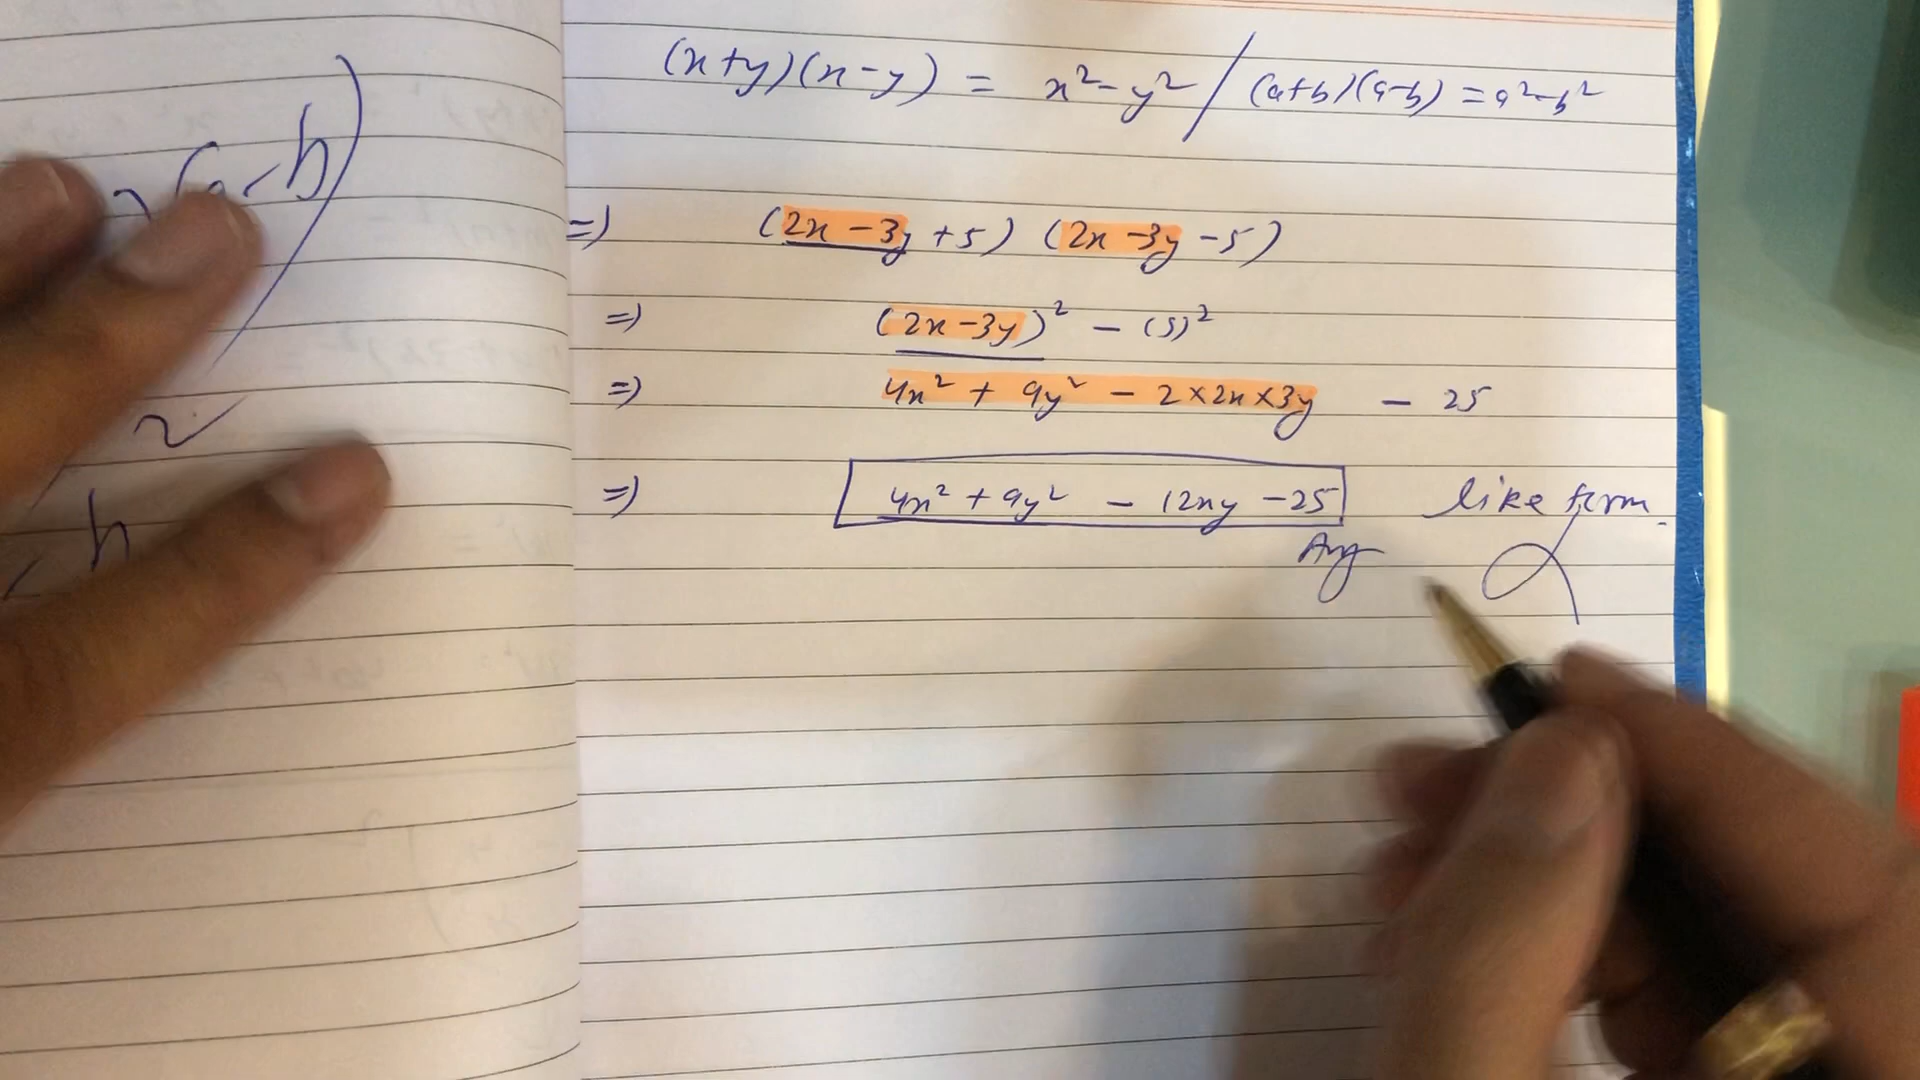 (x+y)(x-y) = x²-y² / (a+b)(a-b) = a²-b²
=) (2x - 3y +5) (2x -3y -5)
=) (2x-3y)² - (5)²
=) 4x² + 9y² - 2×2x×3y - 25
=) 4x² + 9y² - 12xy -25 like term.
Ans